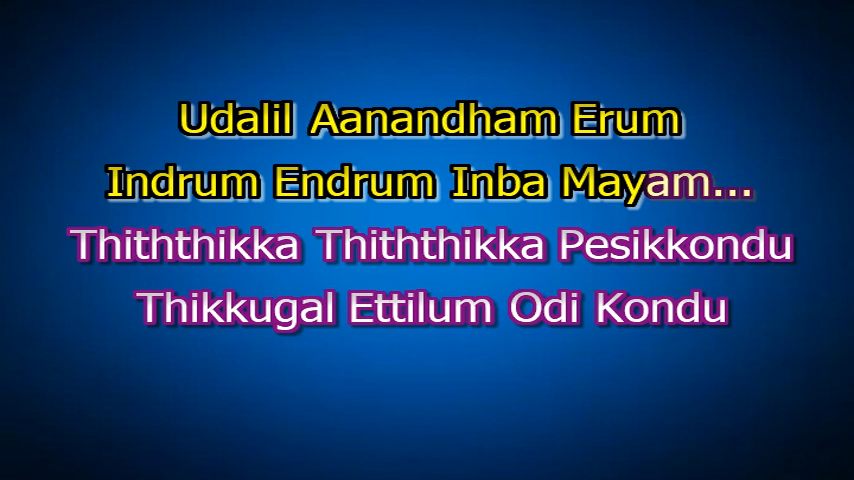 Udalil Aanandham Erum
Indrum Endrum Inba Mayam...
Thiththikka Thiththikka Pesikkondu
Thikkugal Ettilum Odi Kondu